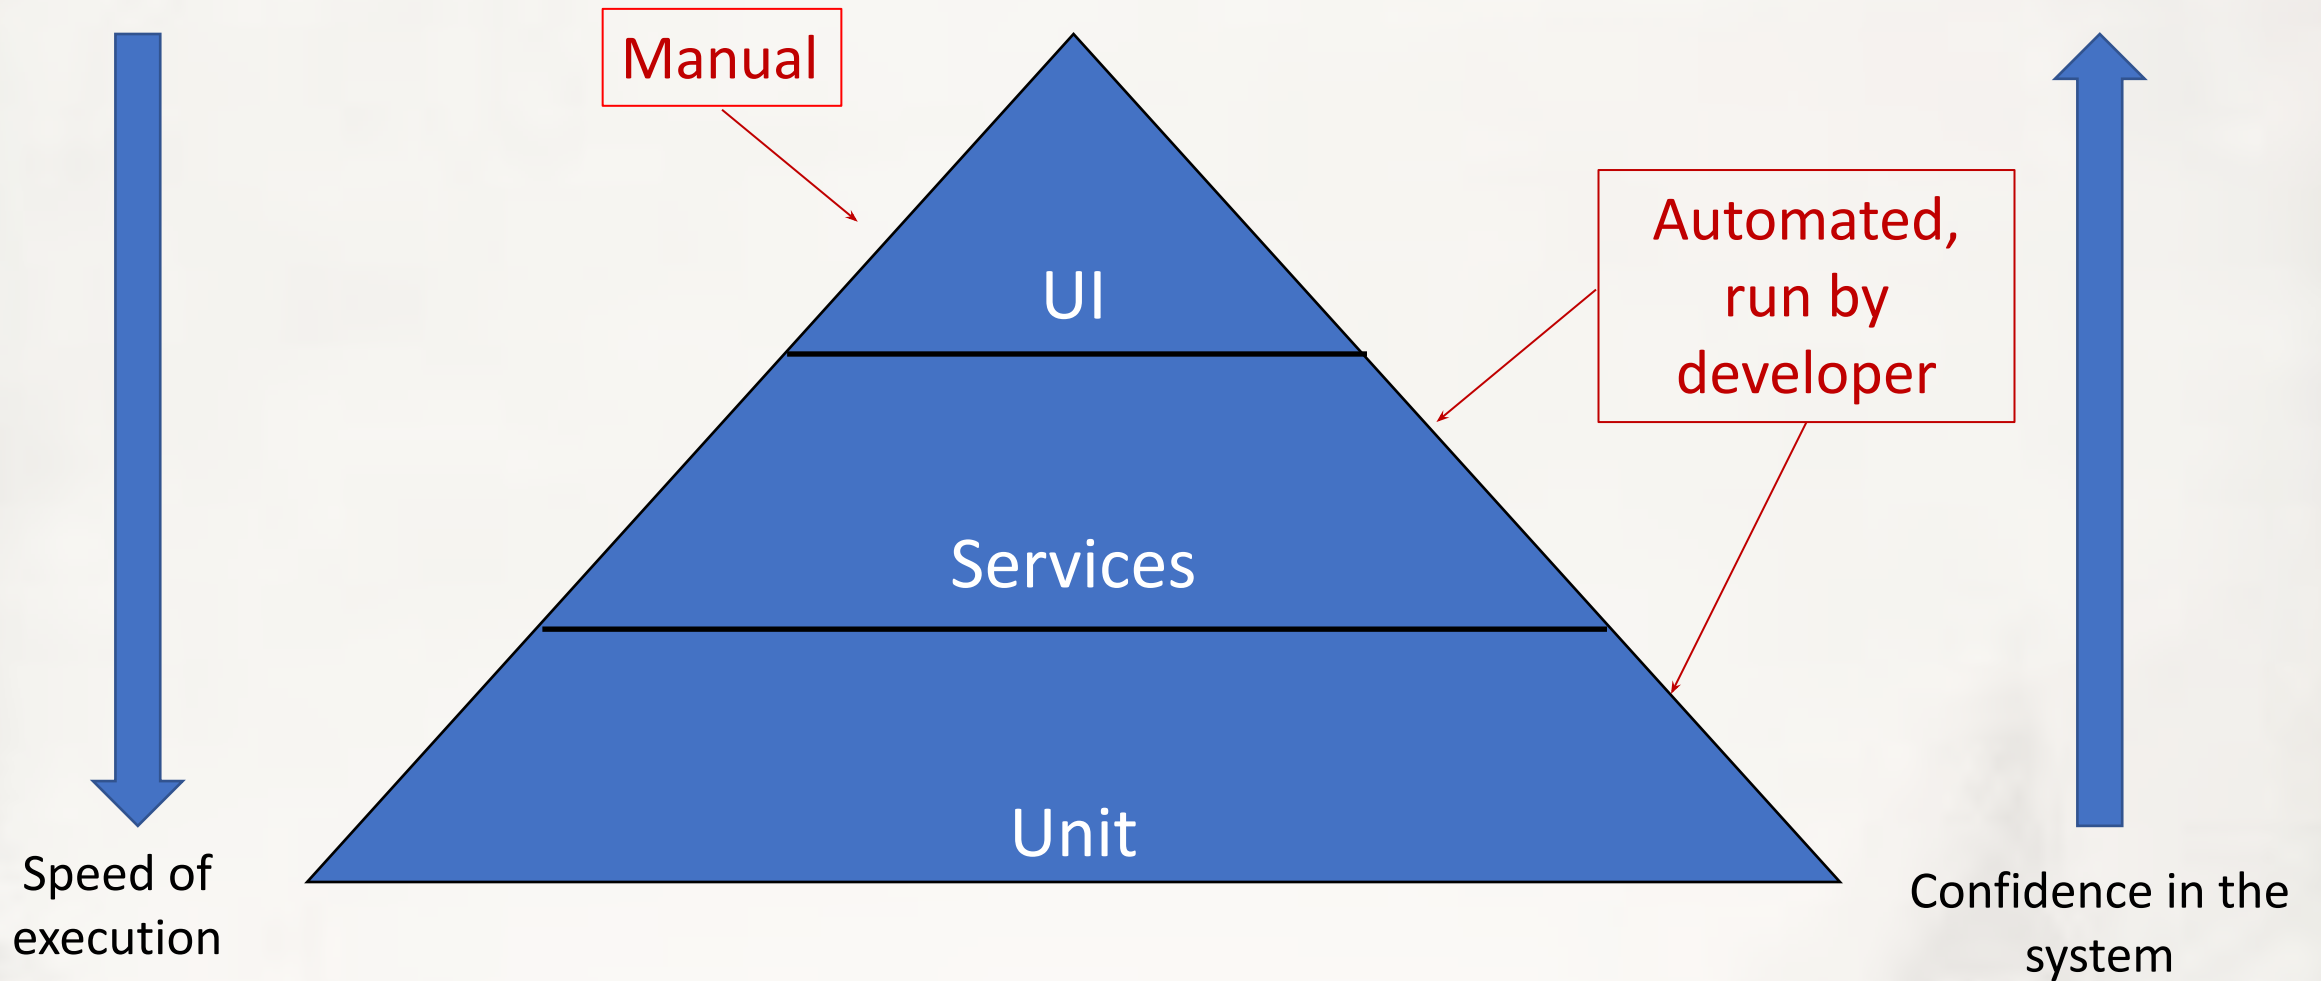 Manual
Automated,
run by
developer
UI
Services
Unit
Speed of
execution
Confidence in the
system